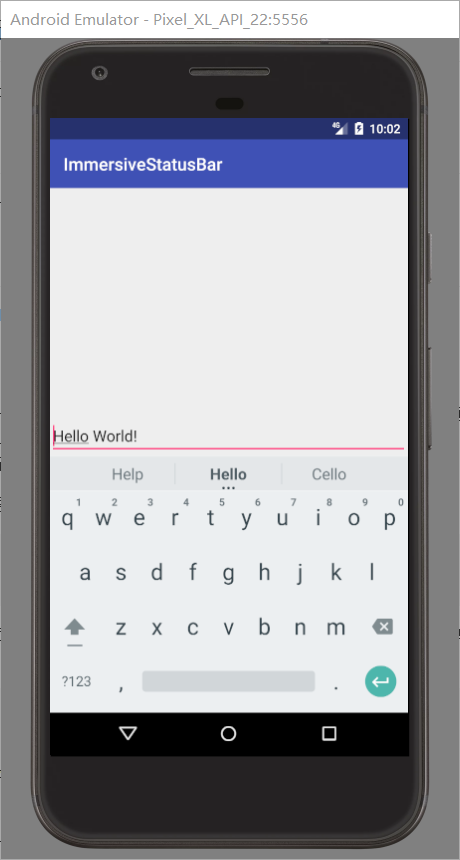 Android Emulator - Pixel_XL_API_22:5556
4G 10:02
ImmersiveStatusBar
Hello World!
Help Hello Cello
1 2 3 4 5 6 7 8 9 0
q w e r t y u i o p
a s d f g h j k l
z x c v b n m
?123 , .